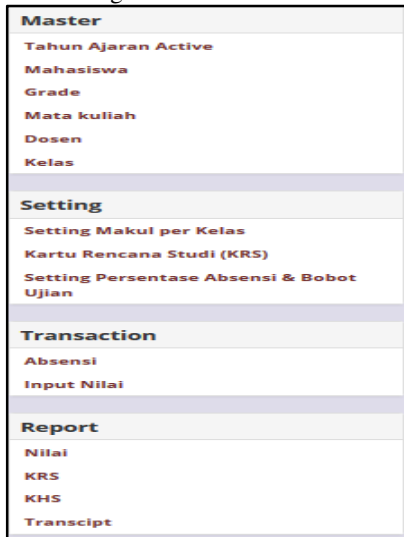 Master
Tahun Ajaran Active
Mahasiswa
Grade
Mata kuliah
Dosen
Kelas
Setting
Setting Makul per Kelas
Kartu Rencana Studi (KRS)
Setting Persentase Absensi & Bobot
Ujian
Transaction
Absensi
Input Nilai
Report
Nilai
KRS
KHS
Transcipt